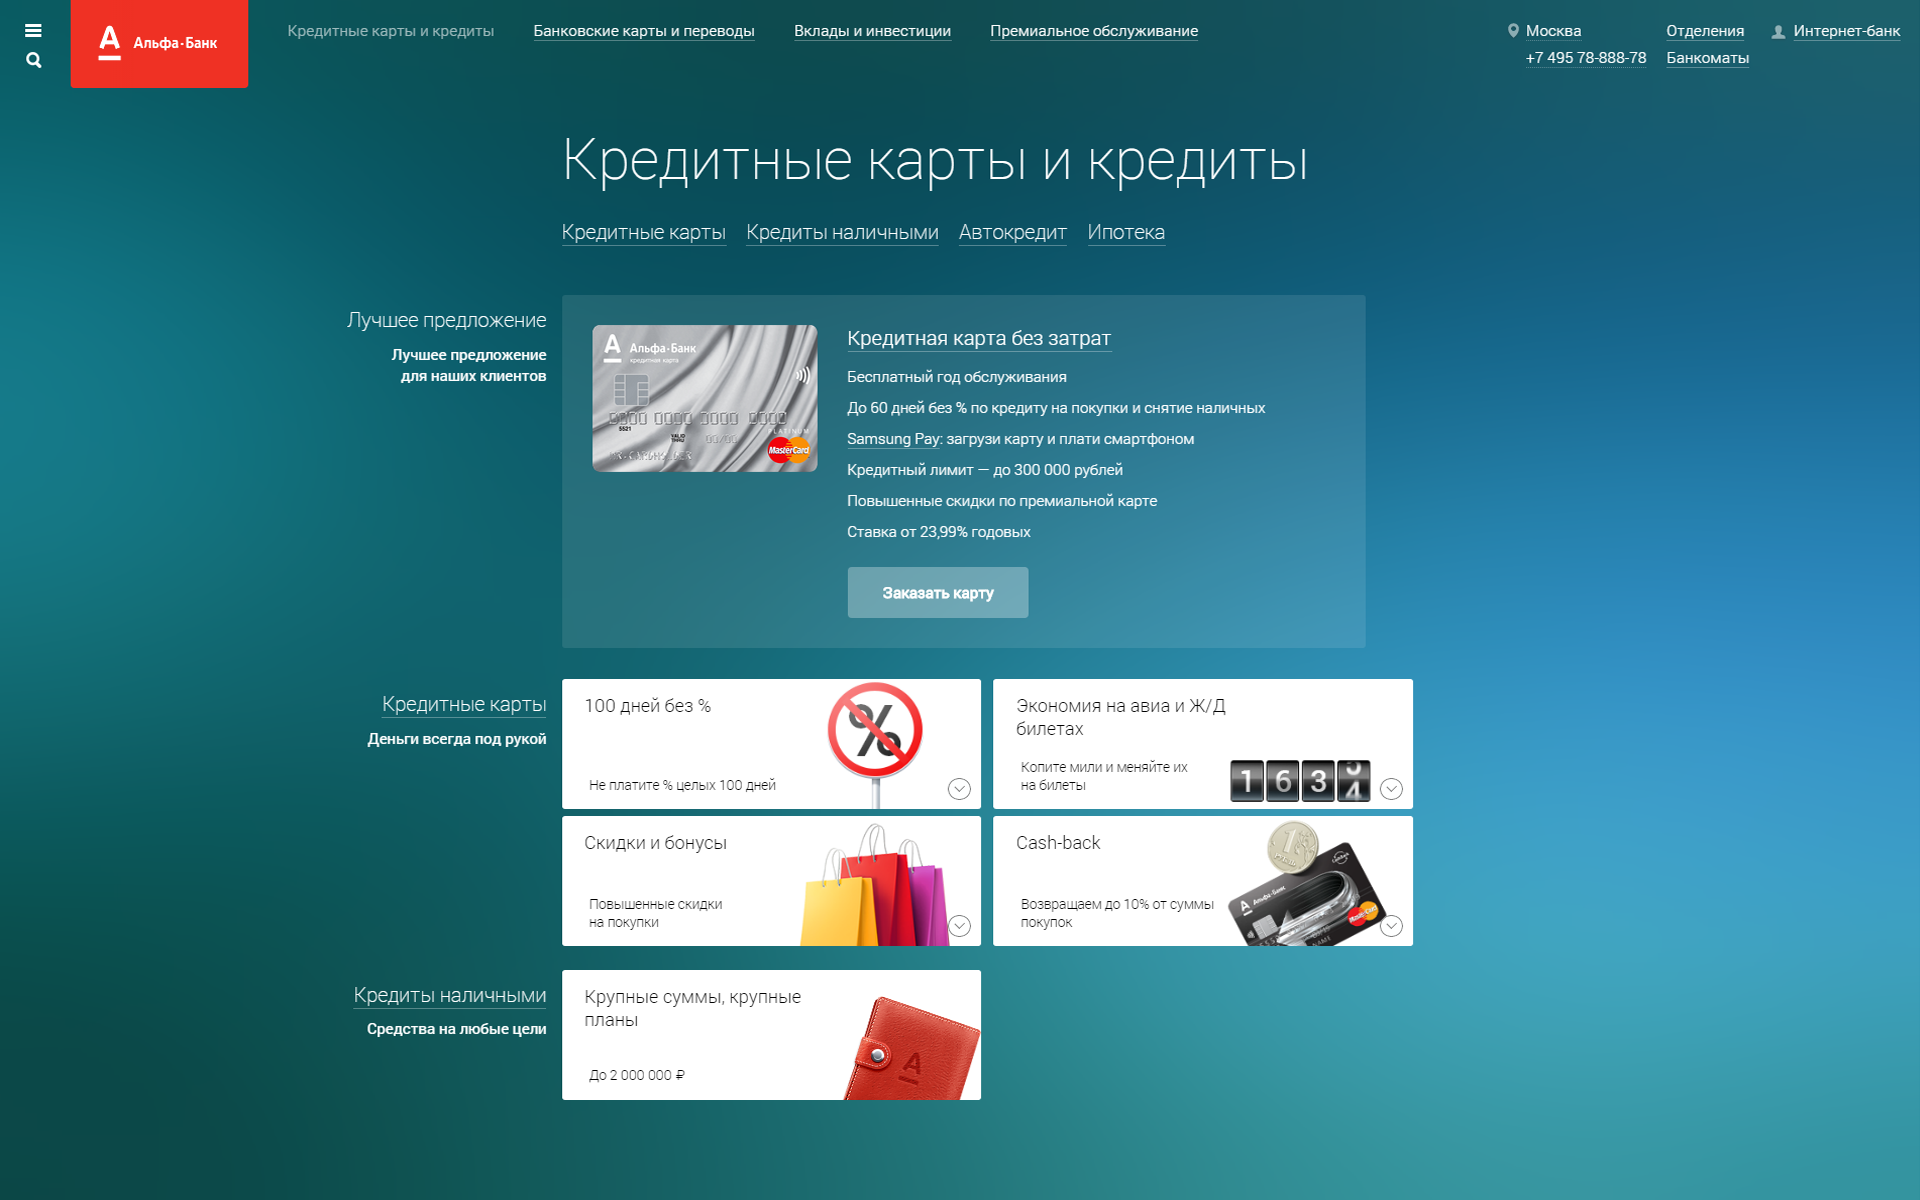 Альфа·Банк
Кредитные карты и кредиты
Банковские карты и переводы
Вклады и инвестиции
Премиальное обслуживание
Москва
+7 495 78-888-78
Отделения
Банкоматы
Интернет-банк
Кредитные карты и кредиты
Кредитные карты
Кредиты наличными
Автокредит
Ипотека
Лучшее предложение
Лучшее предложение
для наших клиентов
Альфа·Банк
кредитная карта
5521
VALID
THRU
00/00
PLATINUM
MasterCard
Кредитная карта без затрат
Бесплатный год обслуживания
До 60 дней без % по кредиту на покупки и снятие наличных
Samsung Pay: загрузи карту и плати смартфоном
Кредитный лимит — до 300 000 рублей
Повышенные скидки по премиальной карте
Ставка от 23,99% годовых
Заказать карту
Кредитные карты
Деньги всегда под рукой
100 дней без %
%
Не платите % целых 100 дней
Экономия на авиа и Ж/Д
билетах
Копите мили и меняйте их
на билеты
1 6 3 4
Скидки и бонусы
Повышенные скидки
на покупки
Cash-back
Возвращаем до 10% от суммы
покупок
Альфа·Банк
MasterCard
Кредиты наличными
Средства на любые цели
Крупные суммы, крупные
планы
До 2 000 000 ₽